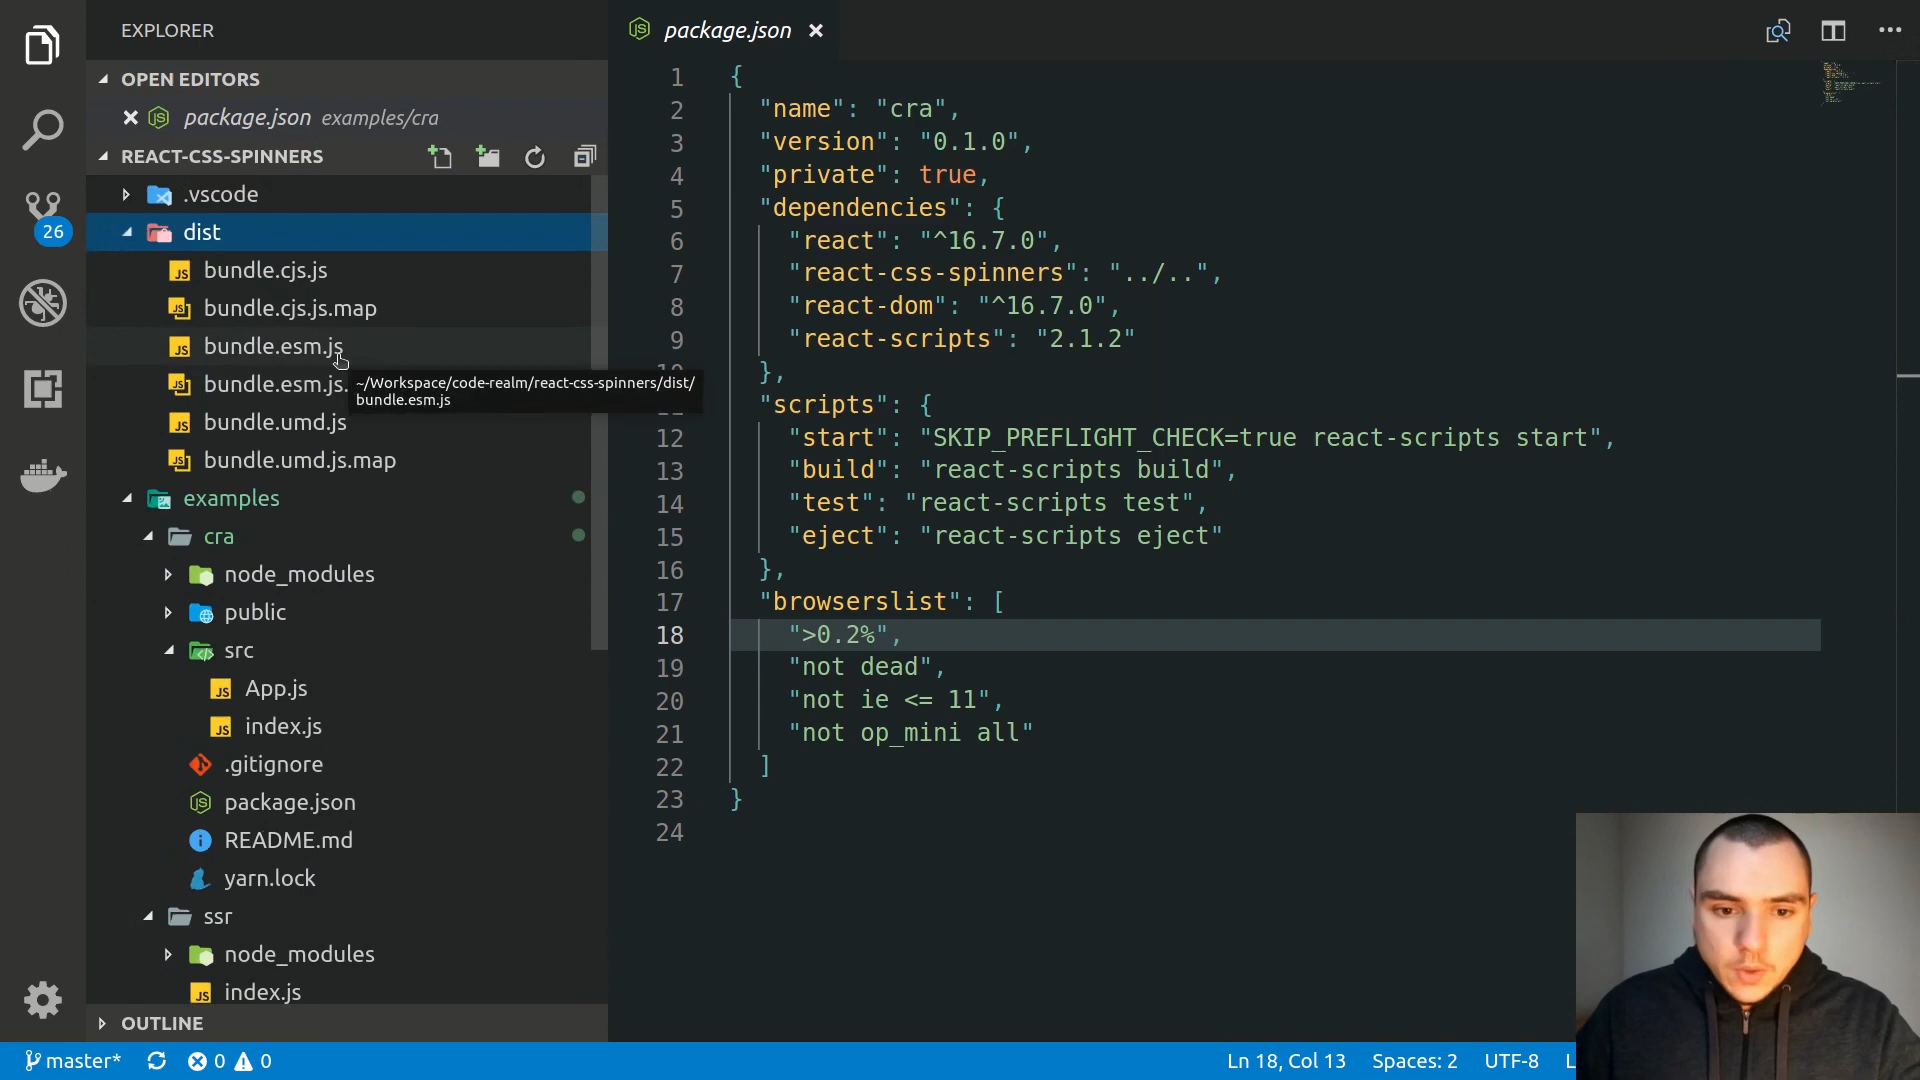 EXPLORER
OPEN EDITORS
package.json examples/cra
REACT-CSS-SPINNERS
.vscode
dist
bundle.cjs.js
bundle.cjs.js.map
bundle.esm.js
bundle.esm.js.
~/Workspace/code-realm/react-css-spinners/dist/
bundle.esm.js
bundle.umd.js
bundle.umd.js.map
examples
cra
node_modules
public
src
App.js
index.js
.gitignore
package.json
README.md
yarn.lock
ssr
node_modules
index.js
OUTLINE
26
package.json
1 {
2 "name": "cra",
3 "version": "0.1.0",
4 "private": true,
5 "dependencies": {
6 "react": "^16.7.0",
7 "react-css-spinners": "../..",
8 "react-dom": "^16.7.0",
9 "react-scripts": "2.1.2"
},
"scripts": {
12 "start": "SKIP_PREFLIGHT_CHECK=true react-scripts start",
13 "build": "react-scripts build",
14 "test": "react-scripts test",
15 "eject": "react-scripts eject"
16 },
17 "browserslist": [
18 ">0.2%",
19 "not dead",
20 "not ie <= 11",
21 "not op_mini all"
22 ]
23 }
24
master* 0 0 Ln 18, Col 13 Spaces: 2 UTF-8 L